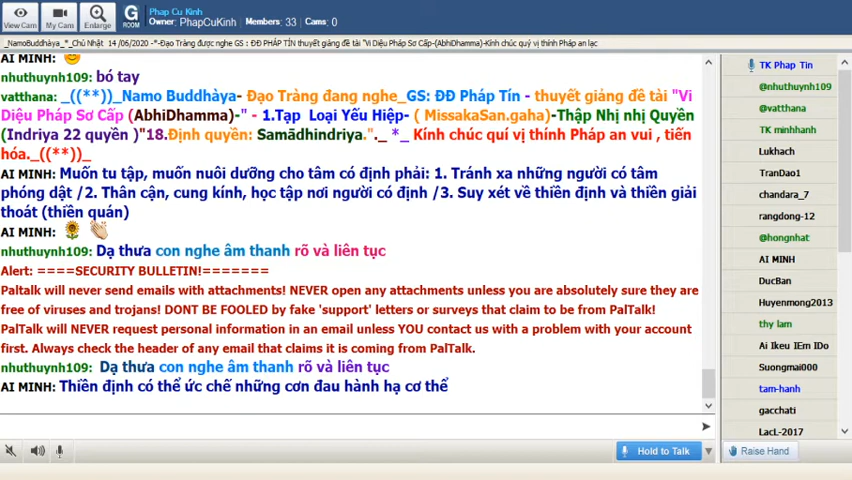 View Cam
My Cam
Enlarge
G
ROOM
Phap Cu Kinh
Owner: PhapCuKinh
Members: 33
Cams: 0
_NamoBuddhàya_*_Chủ Nhật 14 /06/2020 -*-Đạo Tràng được nghe GS : ĐĐ PHÁP TÍN thuyết giảng đề tài "Vi Diệu Pháp Sơ Cấp-(AbhiDhamma)-Kính chúc quý vị thính Pháp an lạc
AI MINH:
nhuthuynh109: bó tay
vatthana: _((**))_Namo Buddhàya- Đạo Tràng đang nghe_GS: ĐĐ Pháp Tín - thuyết giảng đề tài "Vi
Diệu Pháp Sơ Cấp (AbhiDhamma)-" - 1.Tạp Loại Yếu Hiệp- ( MissakaSan.gaha)-Thập Nhị nhị Quyền
(Indriya 22 quyền )"18.Định quyền: Samādhindriya."._ *_ Kính chúc quí vị thính Pháp an vui , tiến
hóa._((**))_
AI MINH: Muốn tu tập, muốn nuôi dưỡng cho tâm có định phải: 1. Tránh xa những người có tâm
phóng dật /2. Thân cận, cung kính, học tập nơi người có định /3. Suy xét về thiền định và thiền giải
thoát (thiền quán)
AI MINH:
nhuthuynh109: Dạ thưa con nghe âm thanh rõ và liên tục
Alert: ====SECURITY BULLETIN!=======
Paltalk will never send emails with attachments! NEVER open any attachments unless you are absolutely sure they are
free of viruses and trojans! DONT BE FOOLED by fake 'support' letters or surveys that claim to be from PalTalk!
PalTalk will NEVER request personal information in an email unless YOU contact us with a problem with your account
first. Always check the header of any email that claims it is coming from PalTalk.
nhuthuynh109: Dạ thưa con nghe âm thanh rõ và liên tục
AI MINH: Thiền định có thể ức chế những cơn đau hành hạ cơ thể
TK Phap Tin
@nhuthuynh109
@vatthana
TK minhhanh
Lukhach
TranDao1
chandara_7
rangdong-12
@hongnhat
AI MINH
DucBan
Huyenmong2013
thy lam
Ai Ikeu IEm IDo
Suongmai000
tam-hanh
gacchati
LacL-2017
Hold to Talk
Raise Hand